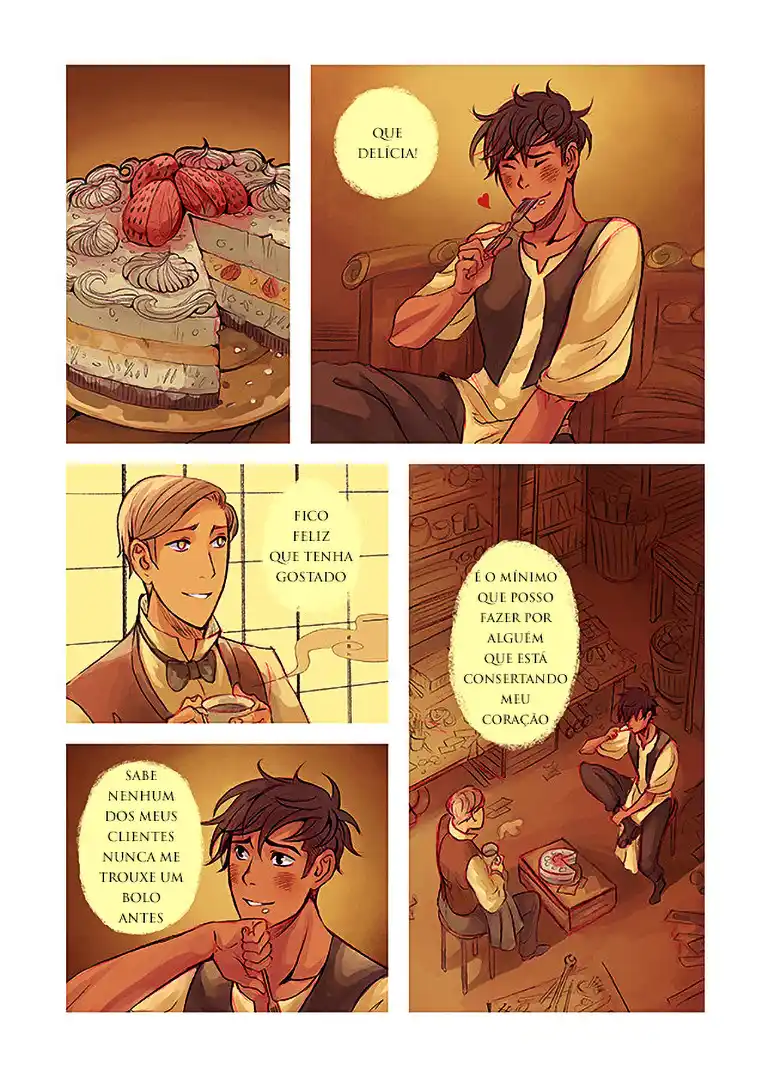 QUE
DELÍCIA!
FICO
FELIZ
QUE TENHA
GOSTADO
É O MÍNIMO
QUE POSSO
FAZER POR
ALGUÉM
QUE ESTÁ
CONSERTANDO
MEU
CORAÇÃO
SABE
NENHUM
DOS MEUS
CLIENTES
NUNCA ME
TROUXE UM
BOLO
ANTES